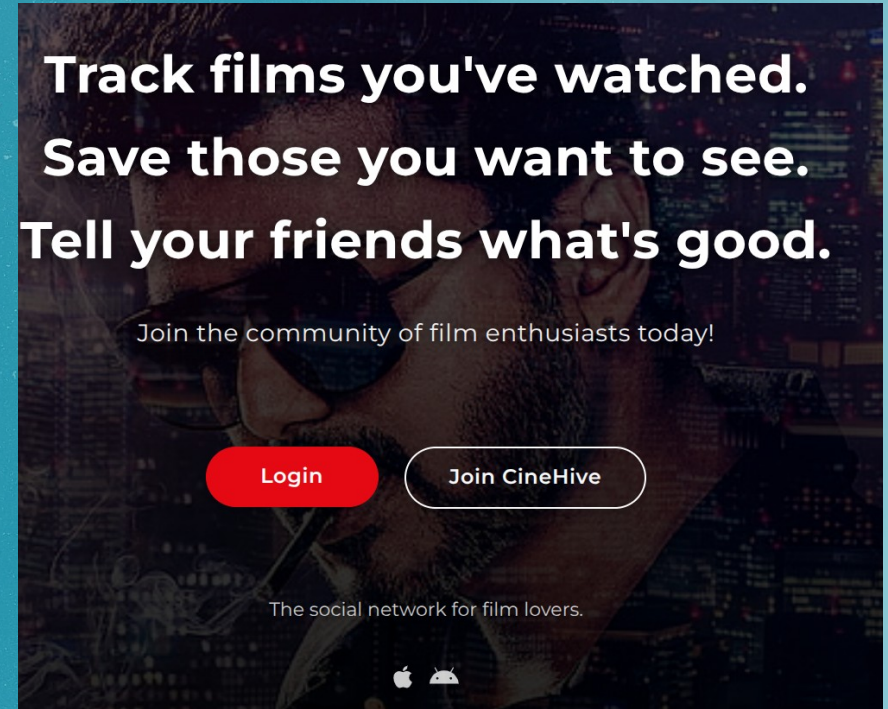 Track films you've watched.
Save those you want to see.
Tell your friends what's good.
Join the community of film enthusiasts today!
Login
Join CineHive
The social network for film lovers.